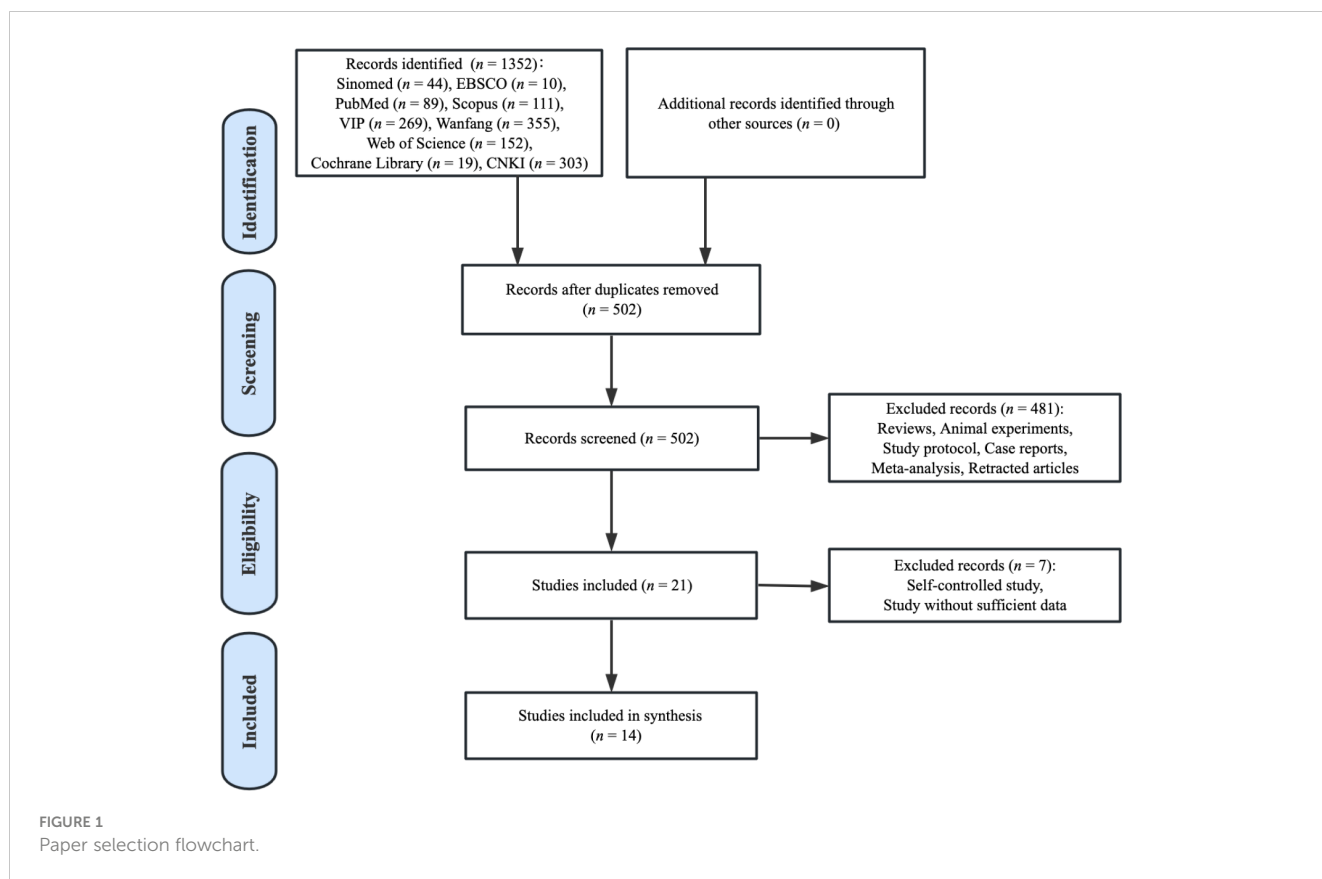 Records identified (n = 1352):
Sinomed (n = 44), EBSCO (n = 10),
PubMed (n = 89), Scopus (n = 111),
VIP (n = 269), Wanfang (n = 355),
Web of Science (n = 152),
Cochrane Library (n = 19), CNKI (n = 303)
Additional records identified through
other sources (n = 0)
Identification
Records after duplicates removed
(n = 502)
Screening
Records screened (n = 502)
Excluded records (n = 481):
Reviews, Animal experiments,
Study protocol, Case reports,
Meta-analysis, Retracted articles
Eligibility
Studies included (n = 21)
Excluded records (n = 7):
Self-controlled study,
Study without sufficient data
Included
Studies included in synthesis
(n = 14)
FIGURE 1
Paper selection flowchart.